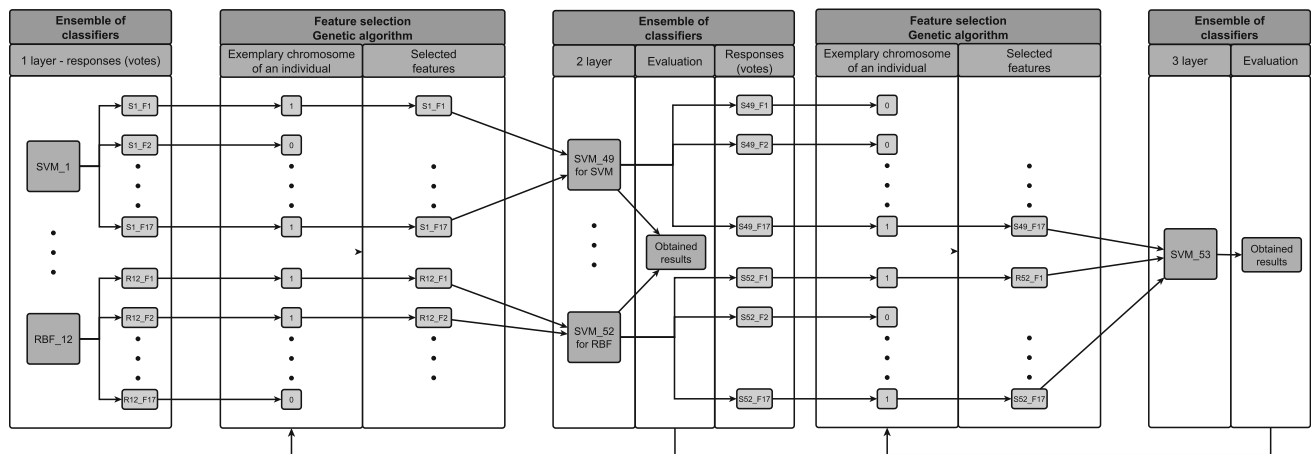 Ensemble of
classifiers
1 layer - responses (votes)
SVM_1
S1_F1
S1_F2
S1_F17
RBF_12
R12_F1
R12_F2
R12_F17
Feature selection
Genetic algorithm
Exemplary chromosome
of an individual
Selected
features
1
0
1
1
1
0
S1_F1
S1_F17
R12_F1
R12_F2
Ensemble of
classifiers
2 layer
Evaluation
Responses
(votes)
SVM_49
for SVM
SVM_52
for RBF
Obtained
results
S49_F1
S49_F2
S49_F17
S52_F1
S52_F2
S52_F17
Feature selection
Genetic algorithm
Exemplary chromosome
of an individual
Selected
features
0
0
1
1
0
1
S49_F17
R52_F1
S52_F17
Ensemble of
classifiers
3 layer
Evaluation
SVM_53
Obtained
results